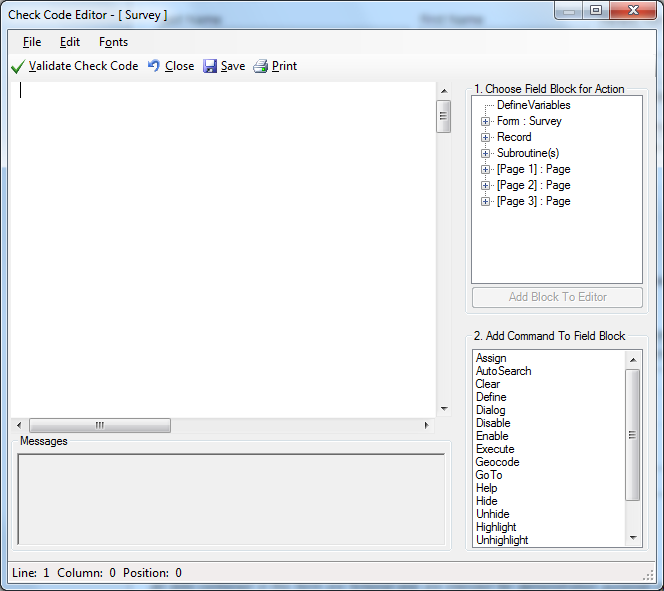 Check Code Editor - [ Survey ]
File Edit Fonts
Validate Check Code Close Save Print
1. Choose Field Block for Action
DefineVariables
Form : Survey
Record
Subroutine(s)
[Page 1] : Page
[Page 2] : Page
[Page 3] : Page
Add Block To Editor
2. Add Command To Field Block
Assign
AutoSearch
Clear
Define
Dialog
Disable
Enable
Execute
Geocode
GoTo
Help
Hide
Unhide
Highlight
Unhighlight
Messages
Line: 1 Column: 0 Position: 0